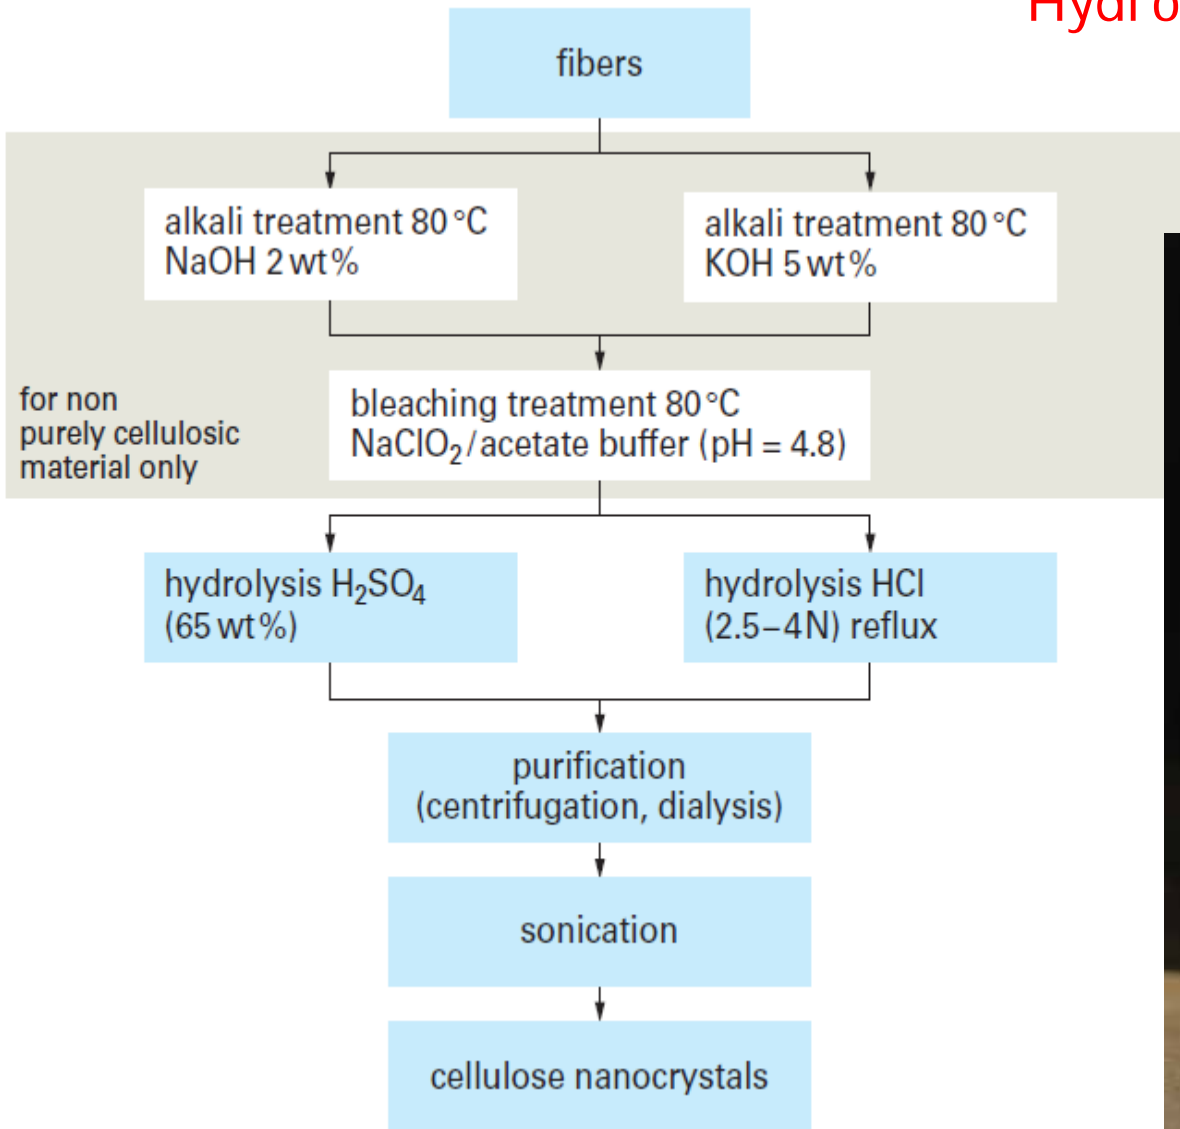 fibers
alkali treatment 80 °C
NaOH 2 wt %
alkali treatment 80 °C
KOH 5 wt %
for non
purely cellulosic
material only
bleaching treatment 80 °C
NaClO₂/acetate buffer (pH = 4.8)
hydrolysis H₂SO₄
(65 wt %)
hydrolysis HCl
(2.5–4N) reflux
purification
(centrifugation, dialysis)
sonication
cellulose nanocrystals